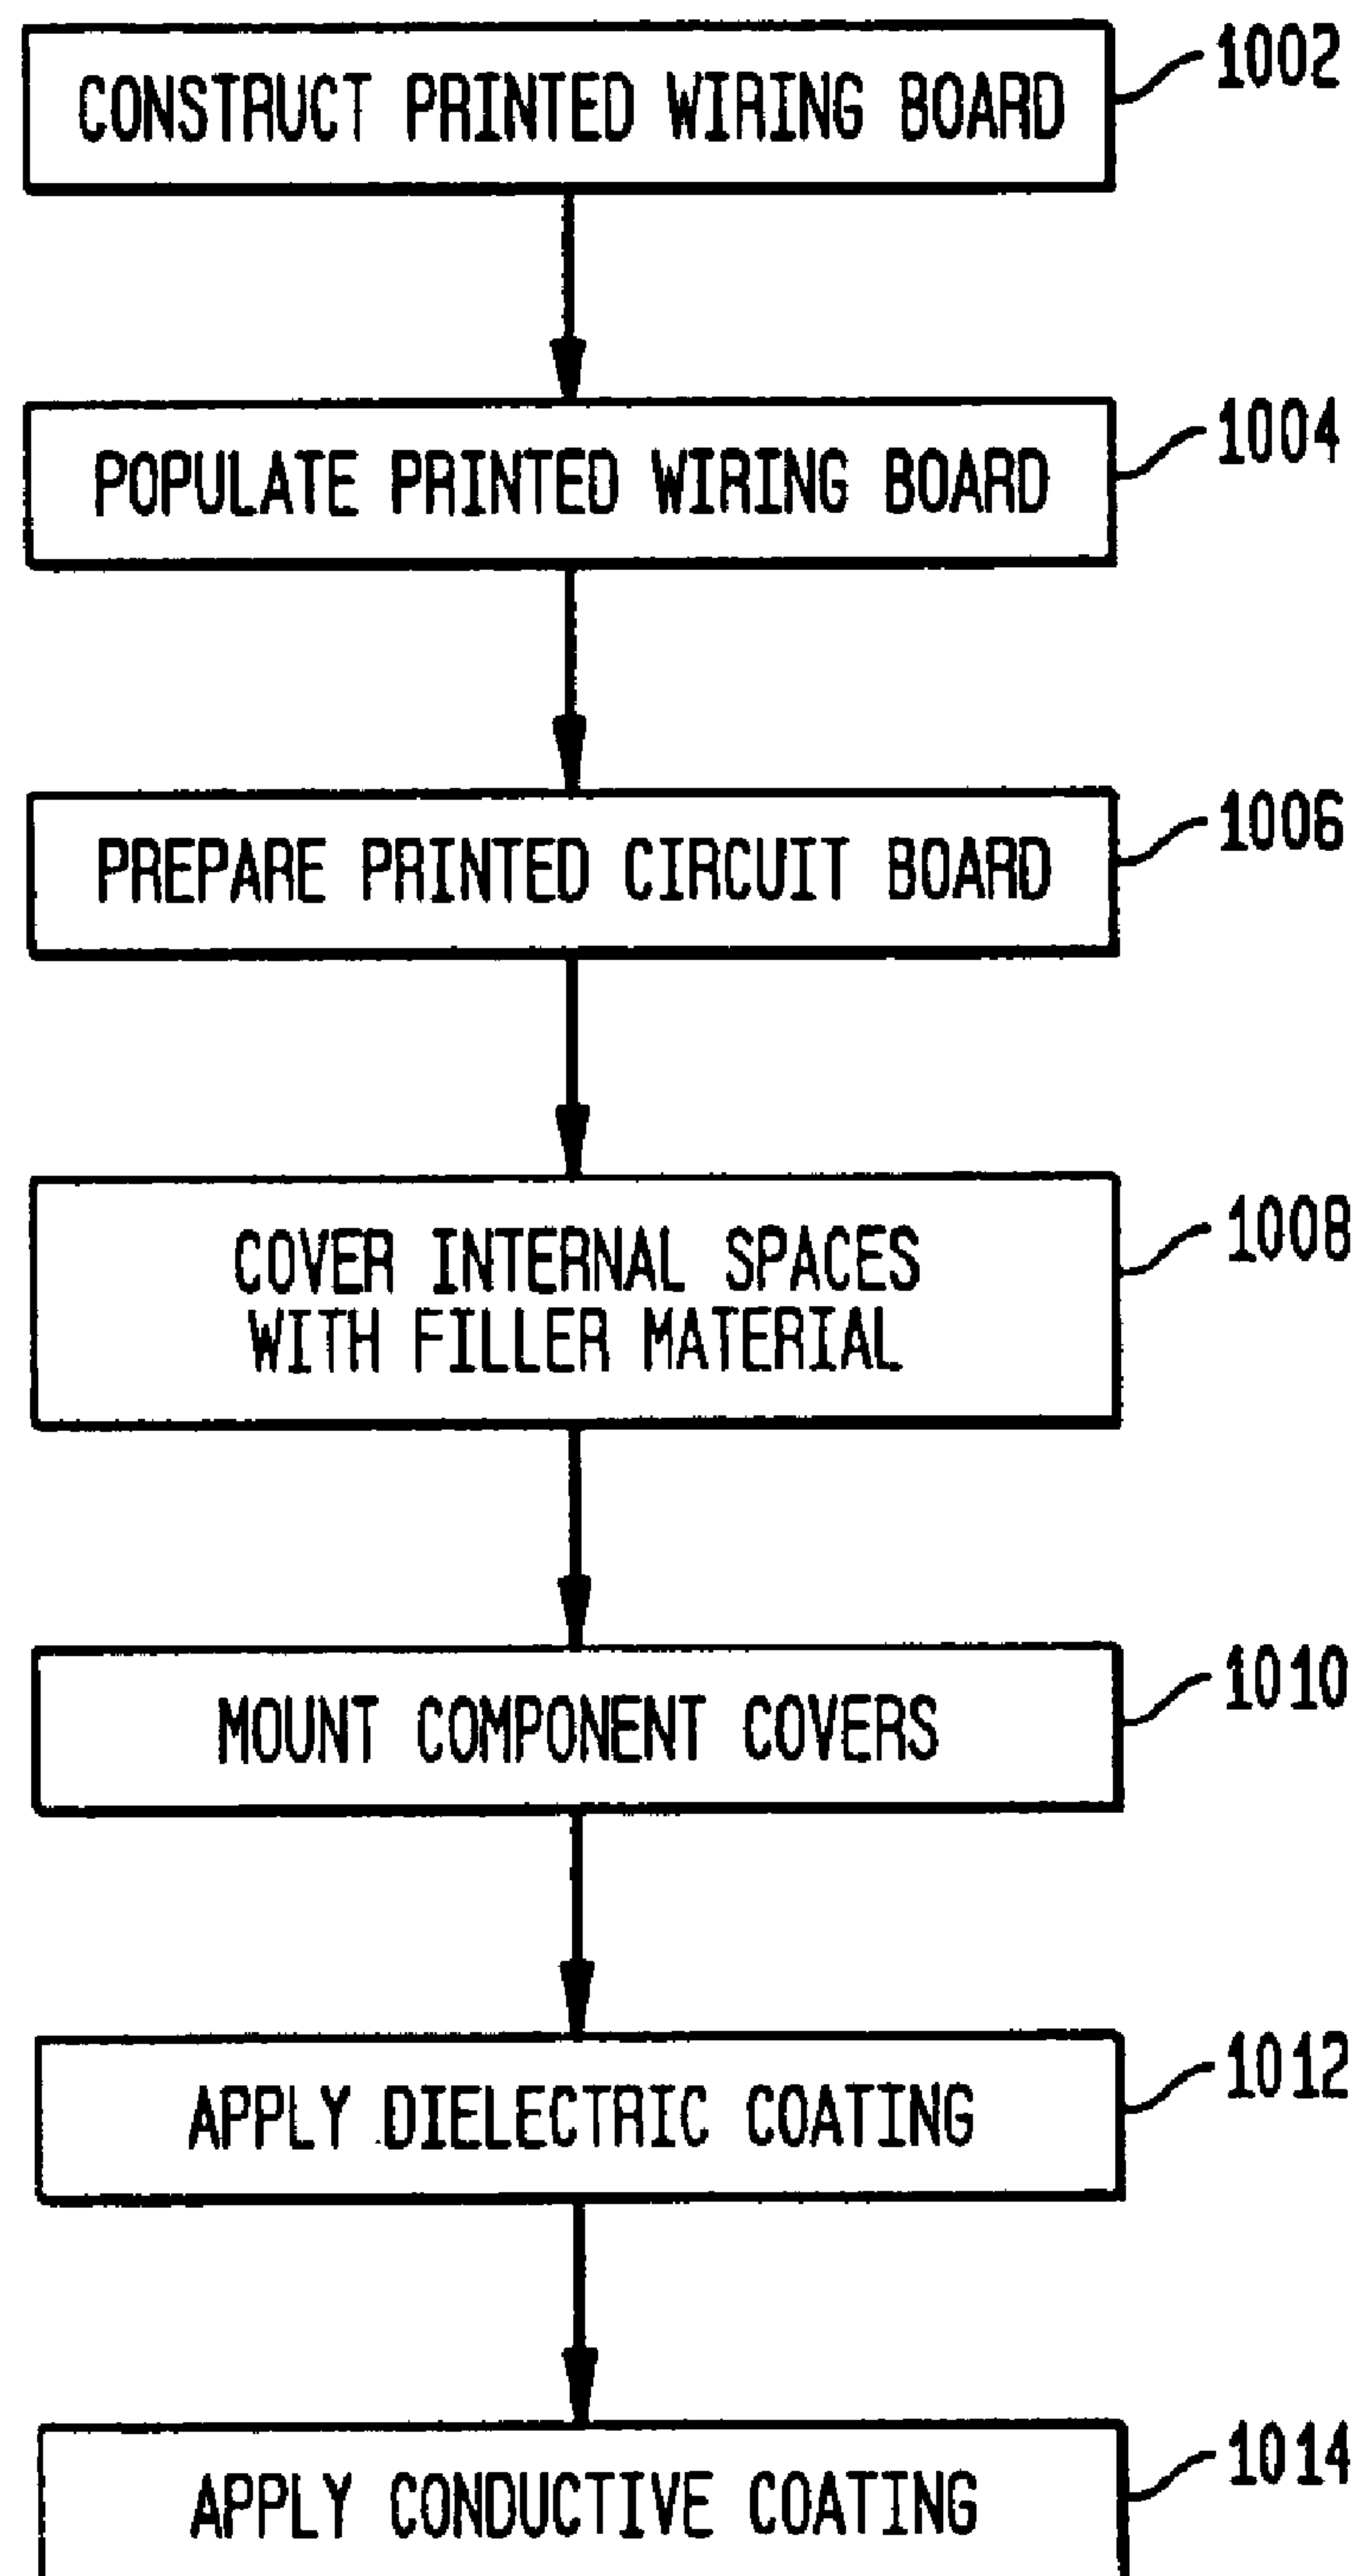 CONSTRUCT PRINTED WIRING BOARD
1002
POPULATE PRINTED WIRING BOARD
1004
PREPARE PRINTED CIRCUIT BOARD
1006
COVER INTERNAL SPACES
WITH FILLER MATERIAL
1008
MOUNT COMPONENT COVERS
1010
APPLY DIELECTRIC COATING
1012
APPLY CONDUCTIVE COATING
1014